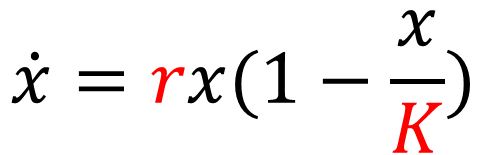 ẋ = rx(1 − x/K)